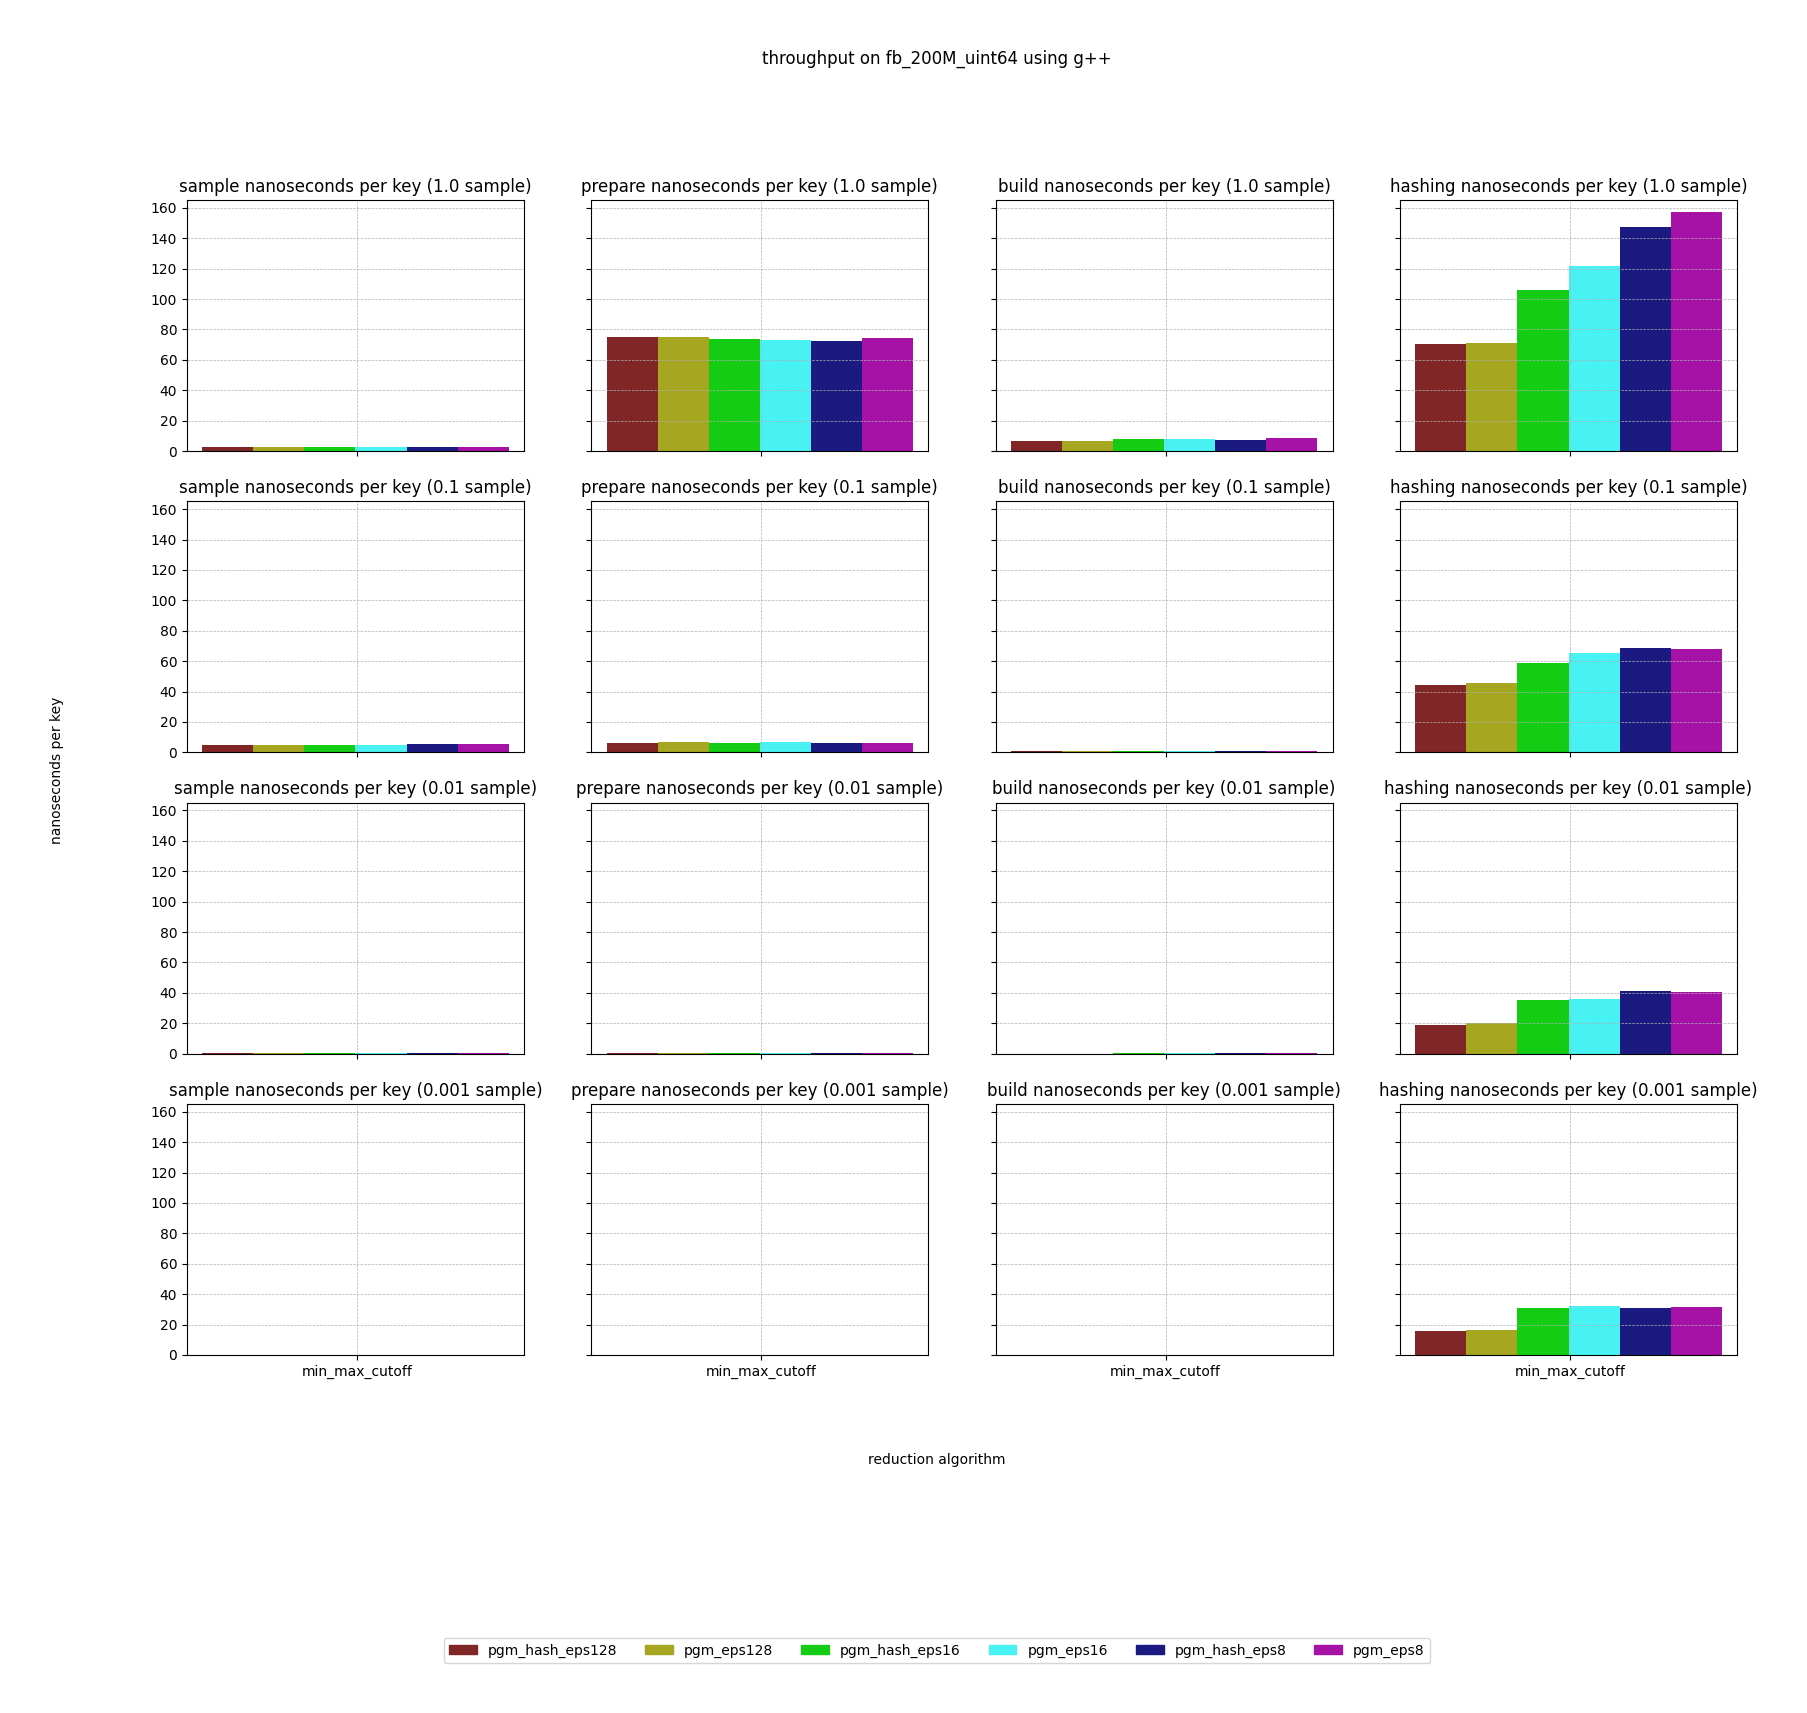 throughput on fb_200M_uint64 using g++
sample nanoseconds per key (1.0 sample)
prepare nanoseconds per key (1.0 sample)
build nanoseconds per key (1.0 sample)
hashing nanoseconds per key (1.0 sample)
160
140
120
100
80
60
40
20
0
sample nanoseconds per key (0.1 sample)
prepare nanoseconds per key (0.1 sample)
build nanoseconds per key (0.1 sample)
hashing nanoseconds per key (0.1 sample)
160
140
120
100
80
60
40
20
0
nanoseconds per key
sample nanoseconds per key (0.01 sample)
prepare nanoseconds per key (0.01 sample)
build nanoseconds per key (0.01 sample)
hashing nanoseconds per key (0.01 sample)
160
140
120
100
80
60
40
20
0
sample nanoseconds per key (0.001 sample)
prepare nanoseconds per key (0.001 sample)
build nanoseconds per key (0.001 sample)
hashing nanoseconds per key (0.001 sample)
160
140
120
100
80
60
40
20
0
min_max_cutoff
min_max_cutoff
min_max_cutoff
min_max_cutoff
reduction algorithm
pgm_hash_eps128
pgm_eps128
pgm_hash_eps16
pgm_eps16
pgm_hash_eps8
pgm_eps8